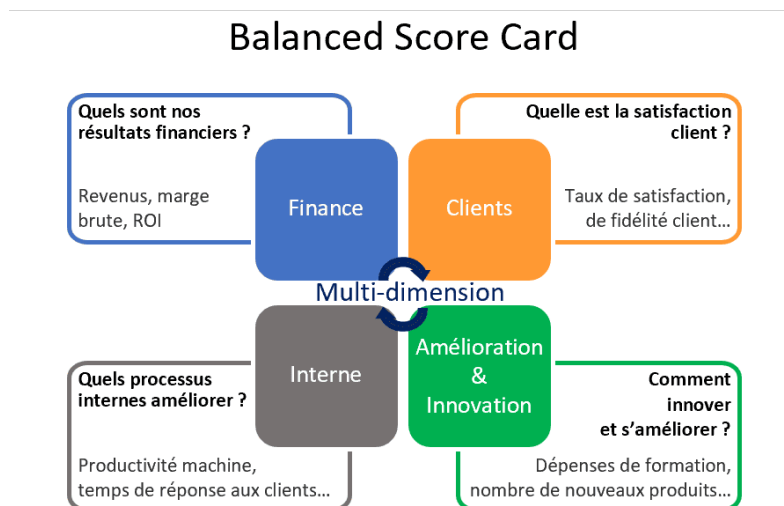 Balanced Score Card
Quels sont nos
résultats financiers ?
Revenus, marge
brute, ROI
Finance
Clients
Quelle est la satisfaction
client ?
Taux de satisfaction,
de fidélité client…
Multi-dimension
Quels processus
internes améliorer ?
Productivité machine,
temps de réponse aux clients…
Interne
Amélioration
&
Innovation
Comment
innover
et s’améliorer ?
Dépenses de formation,
nombre de nouveaux produits…